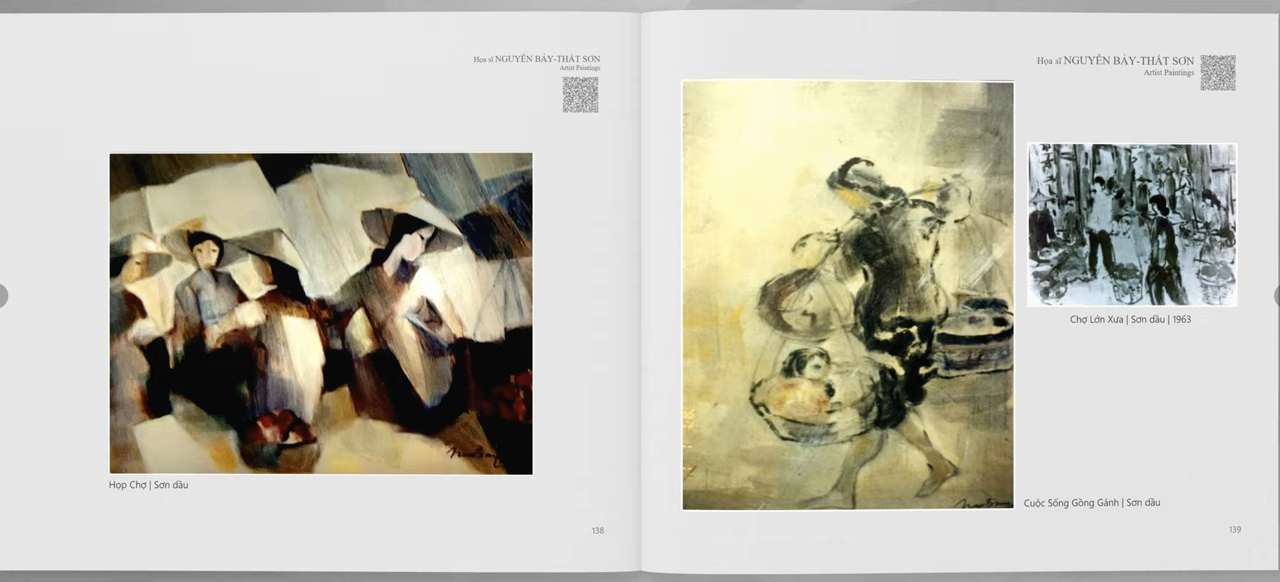 Họa sĩ NGUYỄN BẢY-THẤT SƠN
Artist Paintings
Họp Chợ | Sơn dầu
138
Họa sĩ NGUYỄN BẢY-THẤT SƠN
Artist Paintings
Chợ Lớn Xưa | Sơn dầu | 1963
Cuộc Sống Gồng Gánh | Sơn dầu
139